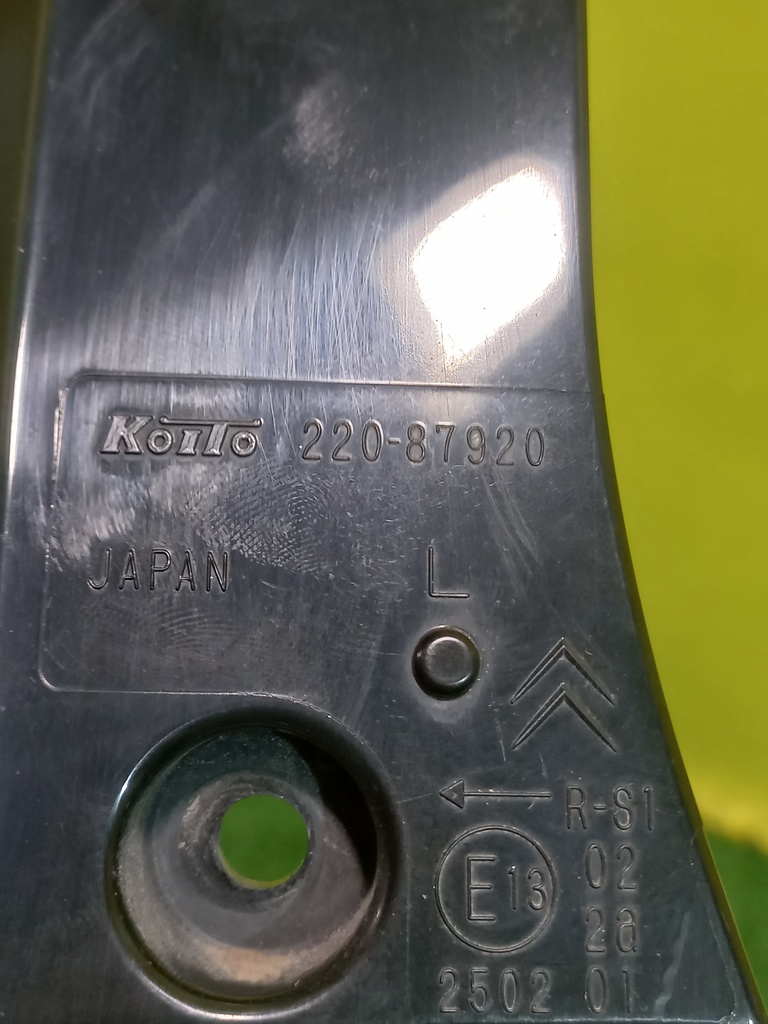 KOITO 220-87920
JAPAN L
R-S1
E13 02
2a
2502 01